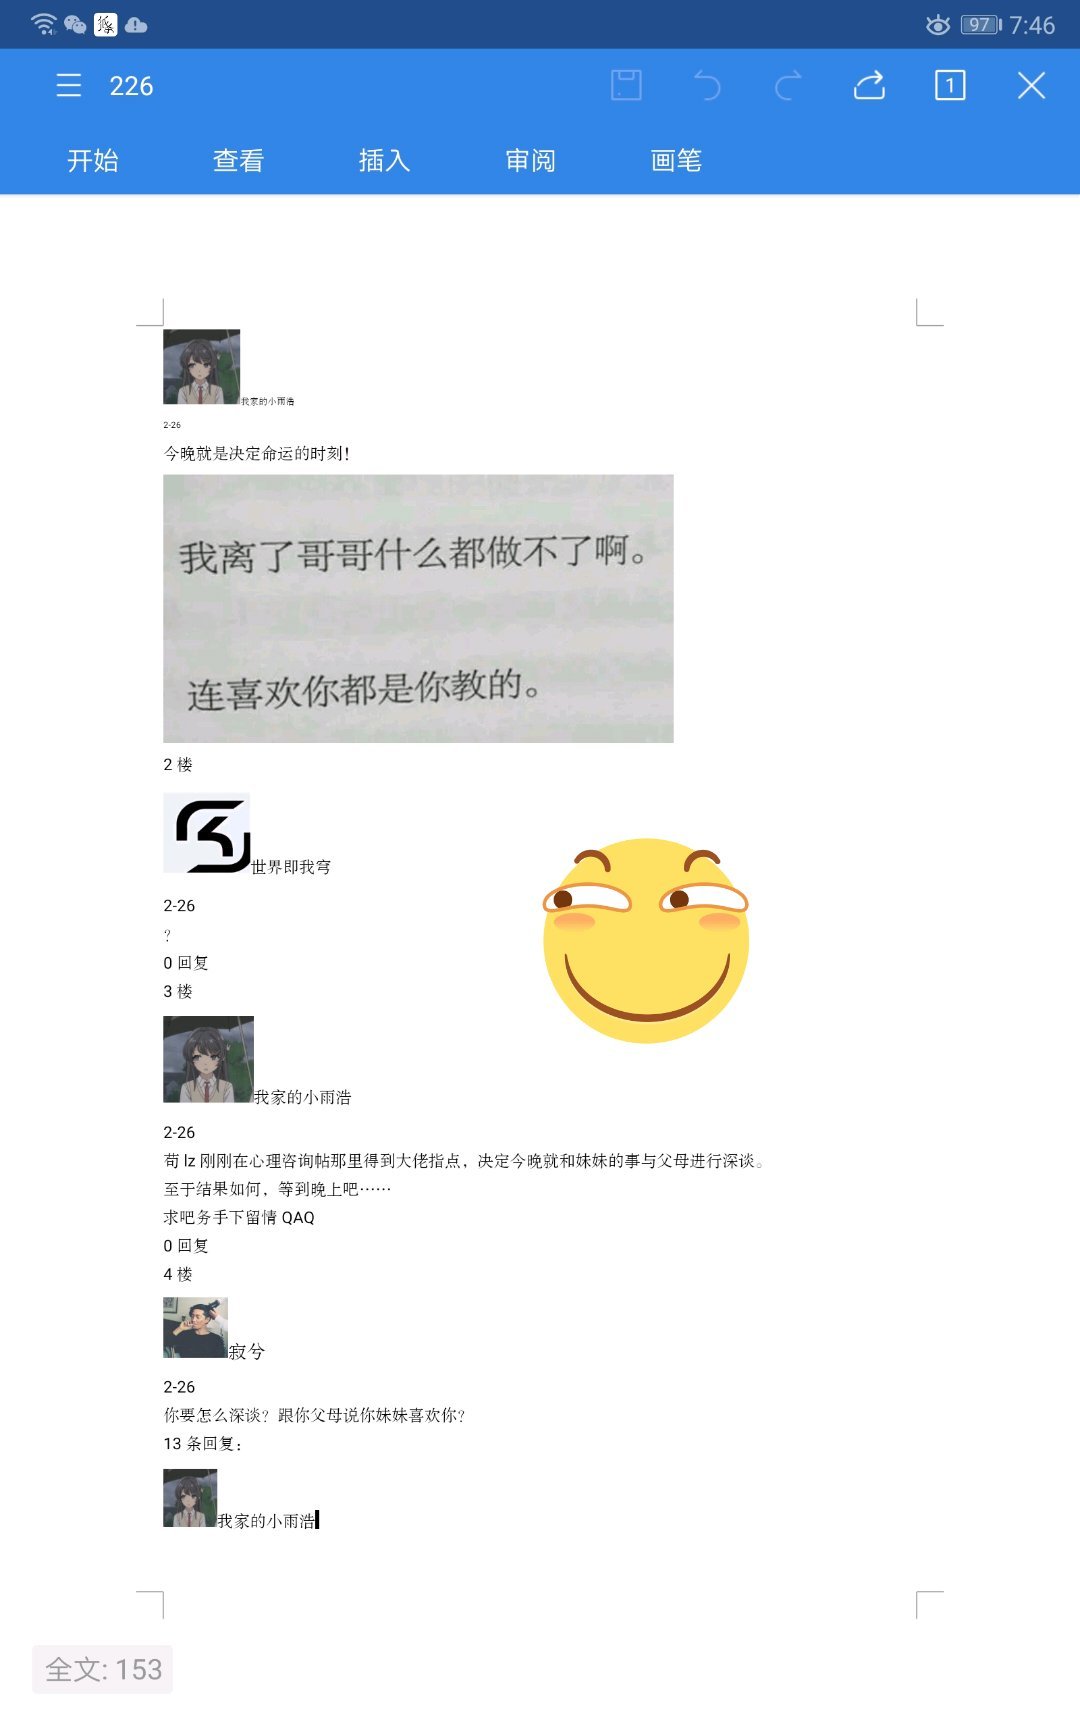 97 7:46
226
1
开始 查看 插入 审阅 画笔
我家的小雨浩
2-26
今晚就是决定命运的时刻！
我离了哥哥什么都做不了啊。
连喜欢你都是你教的。
2 楼
世界即我穹
2-26
？
0 回复
3 楼
我家的小雨浩
2-26
苟 lz 刚刚在心理咨询帖那里得到大佬指点，决定今晚就和妹妹的事与父母进行深谈。
至于结果如何，等到晚上吧……
求吧务手下留情 QAQ
0 回复
4 楼
寂兮
2-26
你要怎么深谈？跟你父母说你妹妹喜欢你？
13 条回复：
我家的小雨浩
全文: 153